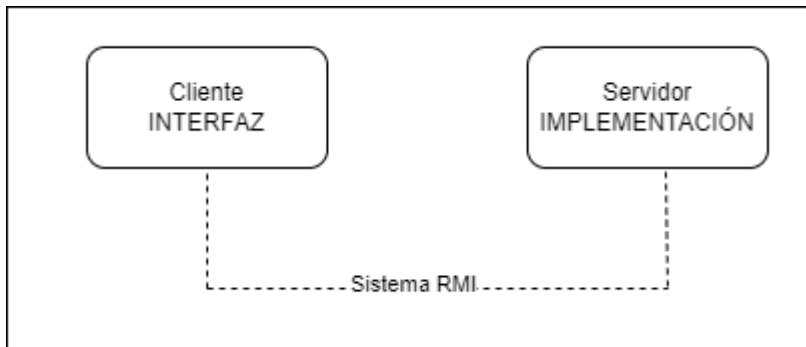 Cliente
INTERFAZ
Servidor
IMPLEMENTACIÓN
Sistema RMI